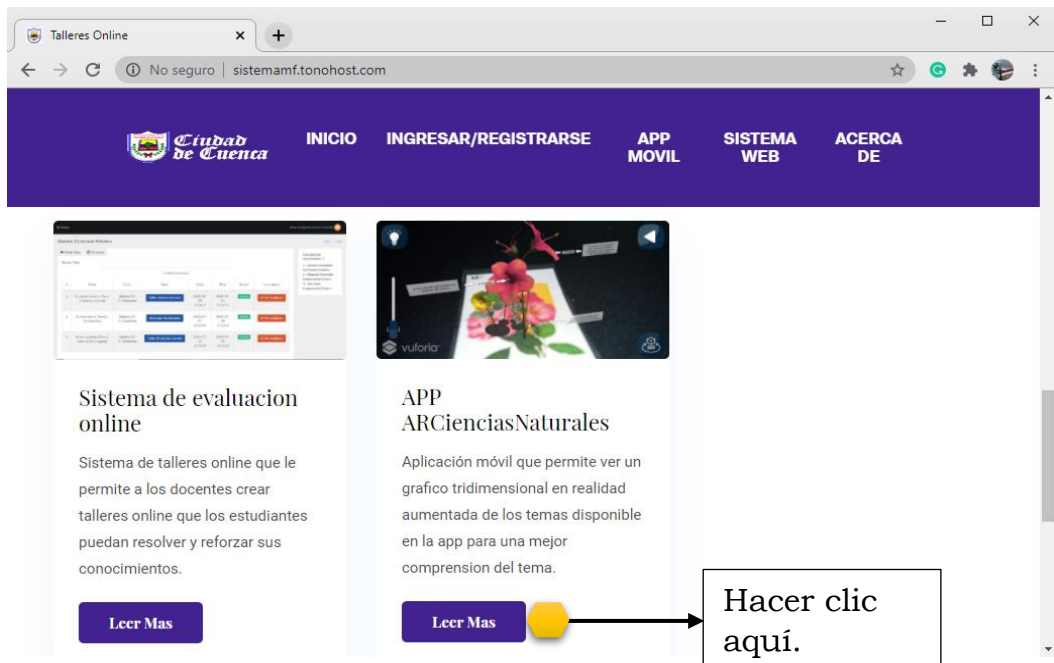 Talleres Online
No seguro
sistemamf.tonohost.com
Ciudad
de Cuenca
INICIO
INGRESAR/REGISTRARSE
APP
MOVIL
SISTEMA
WEB
ACERCA
DE
vuforia
Sistema de evaluacion
online
Sistema de talleres online que le
permite a los docentes crear
talleres online que los estudiantes
puedan resolver y reforzar sus
conocimientos.
Leer Mas
APP
ARCienciasNaturales
Aplicación móvil que permite ver un
grafico tridimensional en realidad
aumentada de los temas disponible
en la app para una mejor
comprension del tema.
Leer Mas
Hacer clic
aquí.